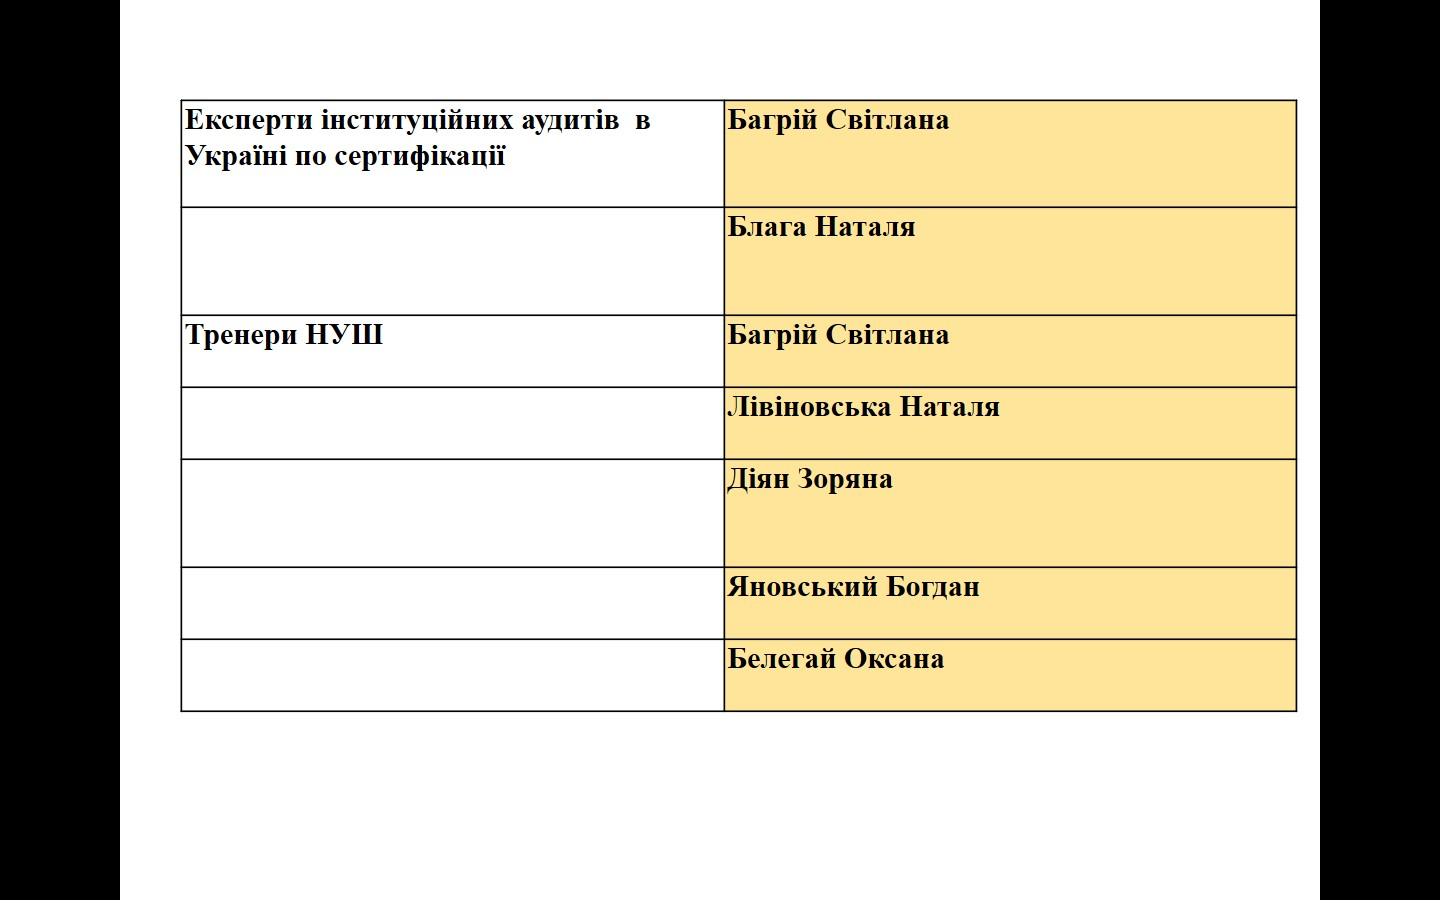 Експерти інституційних аудитів  в
Україні по сертифікації
Багрій Світлана
Блага Наталя
Тренери НУШ
Багрій Світлана
Лівіновська Наталя
Діян Зоряна
Яновський Богдан
Белегай Оксана